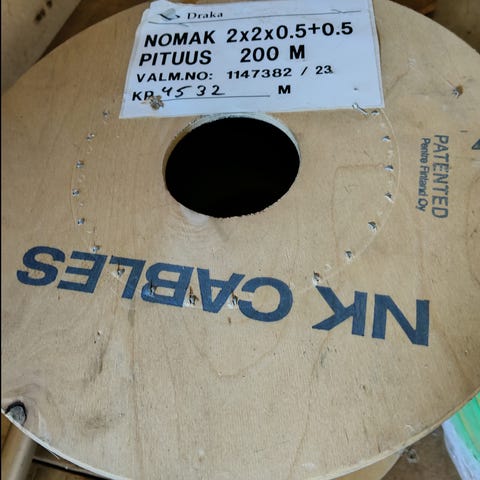 Draka
NOMAK 2x2x0.5+0.5
PITUUS 200 M
VALM.NO: 1147382 / 23
KP 4532 M
PATENTED
Pentre Finland Oy
NK CABLES